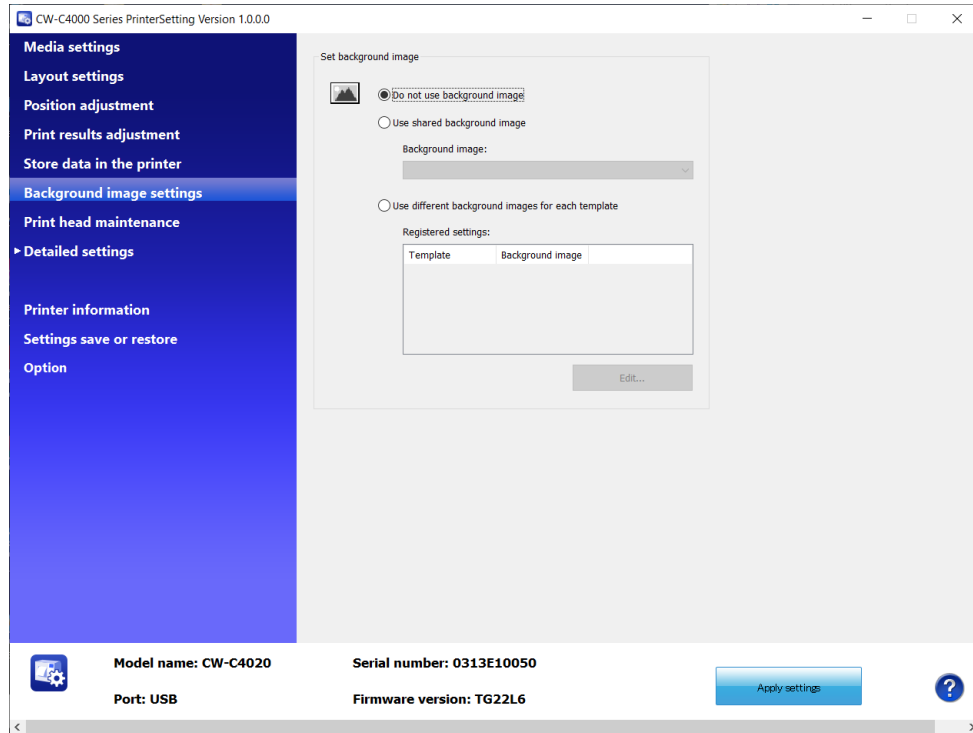 CW-C4000 Series PrinterSetting Version 1.0.0.0
Media settings
Layout settings
Position adjustment
Print results adjustment
Store data in the printer
Background image settings
Print head maintenance
Detailed settings
Printer information
Settings save or restore
Option
Set background image
Do not use background image
Use shared background image
Background image:
Use different background images for each template
Registered settings:
Template Background image
Edit...
Model name: CW-C4020 Serial number: 0313E10050
Port: USB Firmware version: TG22L6
Apply settings
?